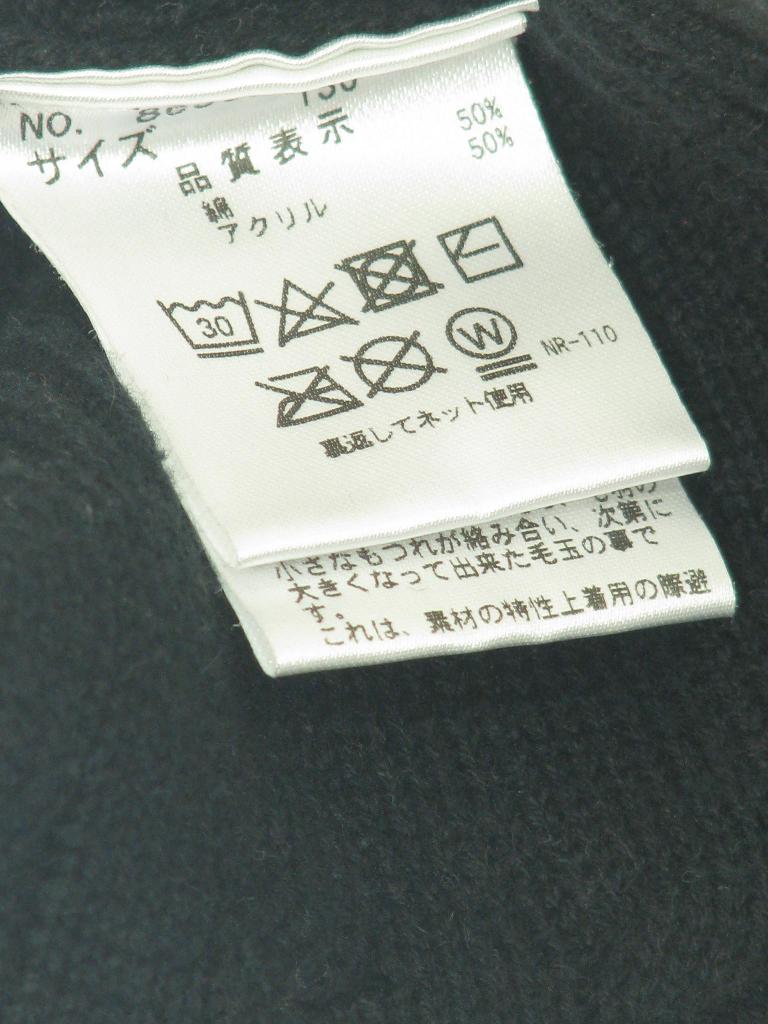 NO.
サイズ
品質表示
綿 50%
アクリル 50%
30
W
NR-110
裏返してネット使用
小さなもつれが絡み合い、次第に
大きくなって出来た毛玉の事で
す。
これは、素材の特性上着用の際避